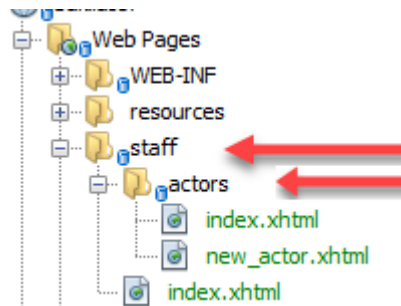 Web Pages
WEB-INF
resources
staff
actors
index.xhtml
new_actor.xhtml
index.xhtml